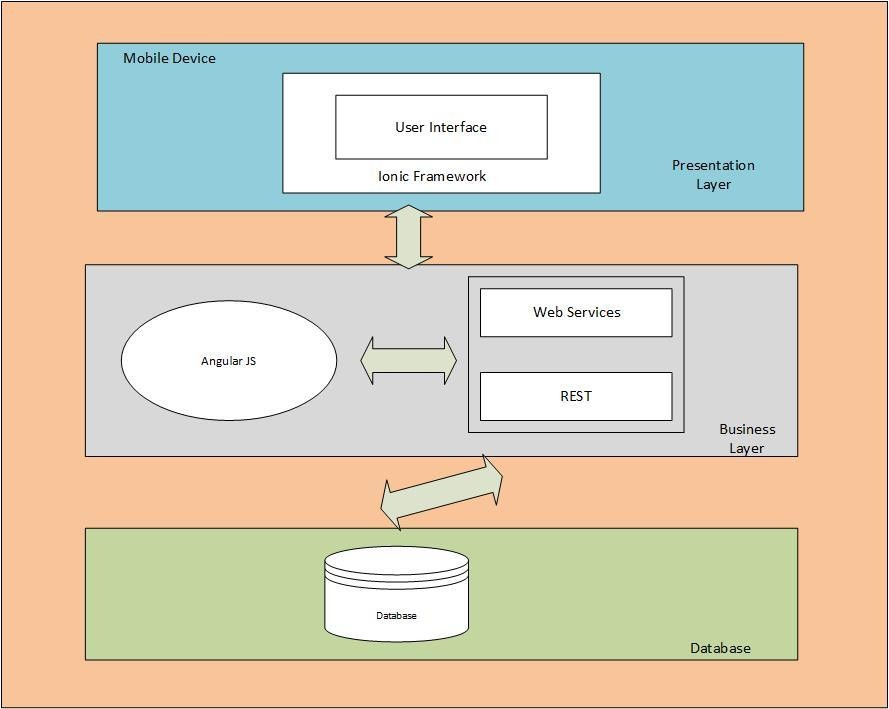 Mobile Device
User Interface
Ionic Framework
Presentation
Layer
Web Services
Angular JS
REST
Business
Layer
Database
Database